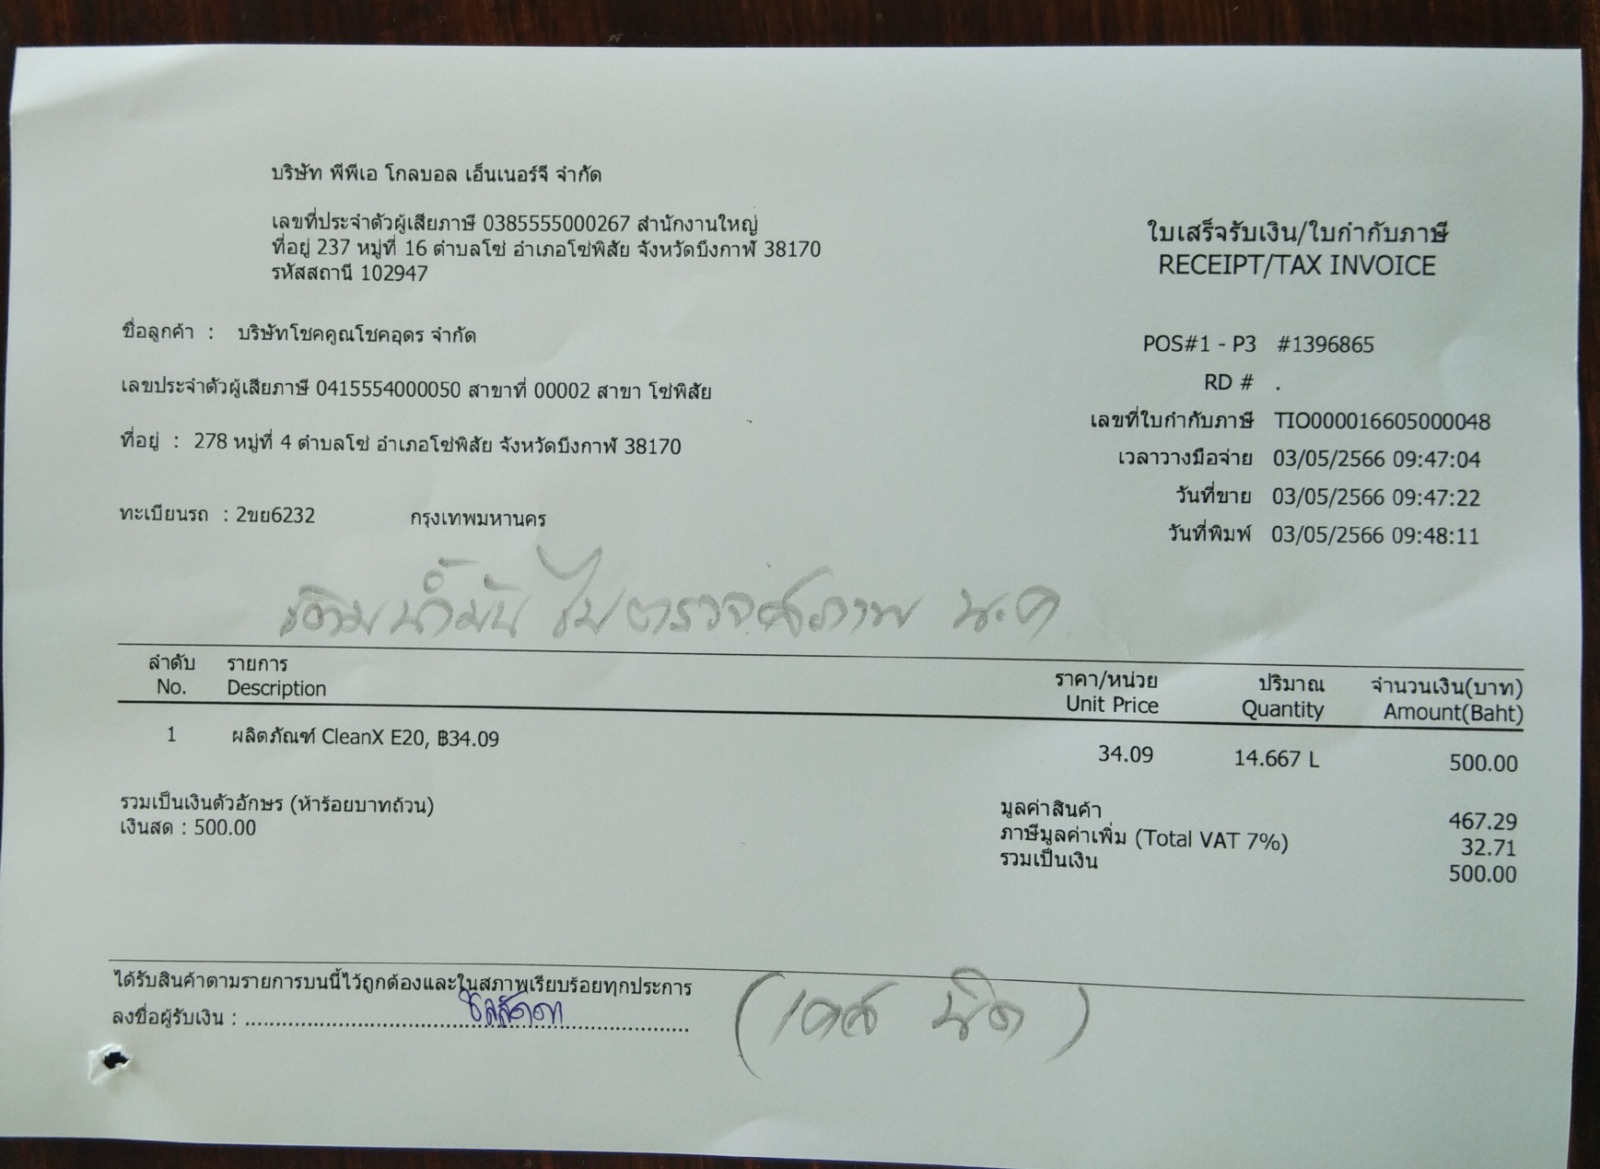 บริษัท พีพีเอ โกลบอล เอ็นเนอร์จี จำกัด
เลขที่ประจำตัวผู้เสียภาษี 0385555000267 สำนักงานใหญ่
ที่อยู่ 237 หมู่ที่ 16 ตำบลโซ่ อำเภอโซ่พิสัย จังหวัดบึงกาฬ 38170
รหัสสถานี 102947
ใบเสร็จรับเงิน/ใบกำกับภาษี
RECEIPT/TAX INVOICE
ชื่อลูกค้า : บริษัทโชคคูณโชคอุดร จำกัด
เลขประจำตัวผู้เสียภาษี 0415554000050 สาขาที่ 00002 สาขา โซ่พิสัย
ที่อยู่ : 278 หมู่ที่ 4 ตำบลโซ่ อำเภอโซ่พิสัย จังหวัดบึงกาฬ 38170
ทะเบียนรถ : 2ขย6232 กรุงเทพมหานคร
POS#1 - P3 #1396865
RD # .
เลขที่ใบกำกับภาษี TIO000016605000048
เวลาวางมือจ่าย 03/05/2566 09:47:04
วันที่ขาย 03/05/2566 09:47:22
วันที่พิมพ์ 03/05/2566 09:48:11
น้ำมัน ไปตรวจสภาพ น.ค
ลำดับ รายการ ราคา/หน่วย ปริมาณ จำนวนเงิน(บาท)
No. Description Unit Price Quantity Amount(Baht)
1 ผลิตภัณฑ์ CleanX E20, ฿34.09 34.09 14.667 L 500.00
รวมเป็นเงินตัวอักษร (ห้าร้อยบาทถ้วน)
เงินสด : 500.00
มูลค่าสินค้า 467.29
ภาษีมูลค่าเพิ่ม (Total VAT 7%) 32.71
รวมเป็นเงิน 500.00
ได้รับสินค้าตามรายการบนนี้ไว้ถูกต้องและในสภาพเรียบร้อยทุกประการ
ลงชื่อผู้รับเงิน : ........................................................................
(เคส นิด)